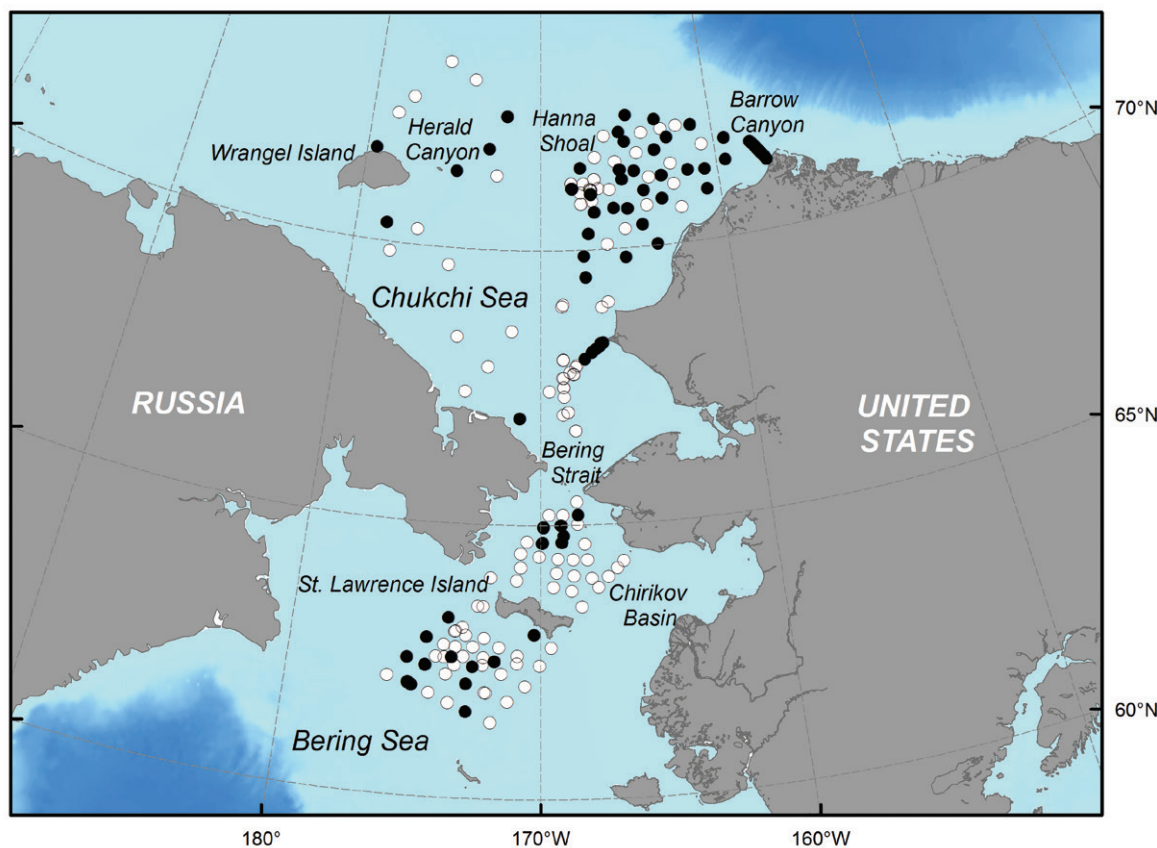 Barrow
Canyon
70°N
Hanna
Shoal
Herald
Canyon
Wrangel Island
Chukchi Sea
RUSSIA
UNITED
STATES
65°N
Bering
Strait
St. Lawrence Island
Chirikov
Basin
60°N
Bering Sea
180°
170°W
160°W